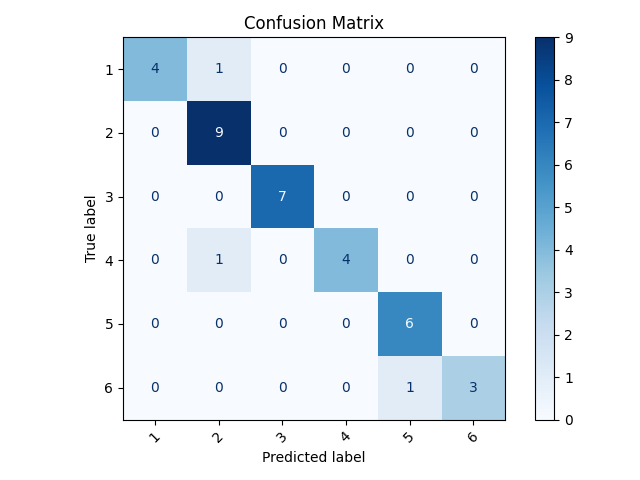 Confusion Matrix
1 4 1 0 0 0 0
2 0 9 0 0 0 0
3 0 0 7 0 0 0
4 0 1 0 4 0 0
5 0 0 0 0 6 0
6 0 0 0 0 1 3
1 2 3 4 5 6
Predicted label
True label
9
8
7
6
5
4
3
2
1
0